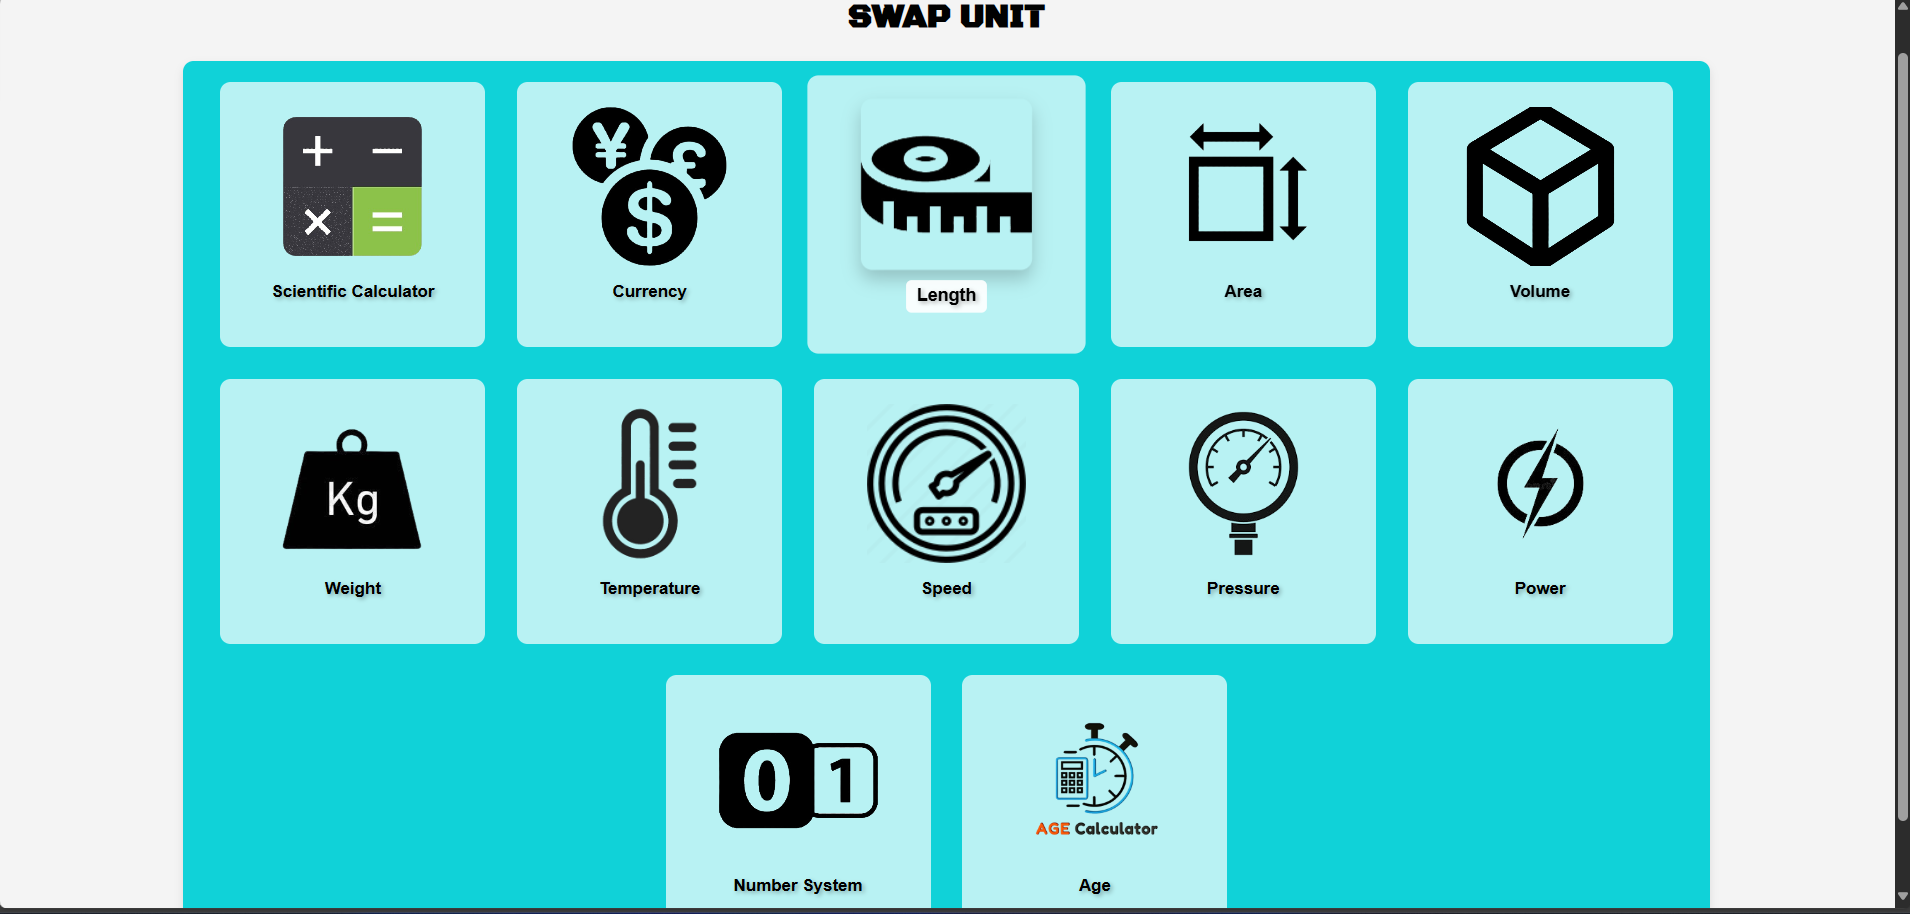 SWAP UNIT
Scientific Calculator
Currency
Length
Area
Volume
Kg
Weight
Temperature
Speed
Pressure
Power
0 1
AGE Calculator
Number System
Age